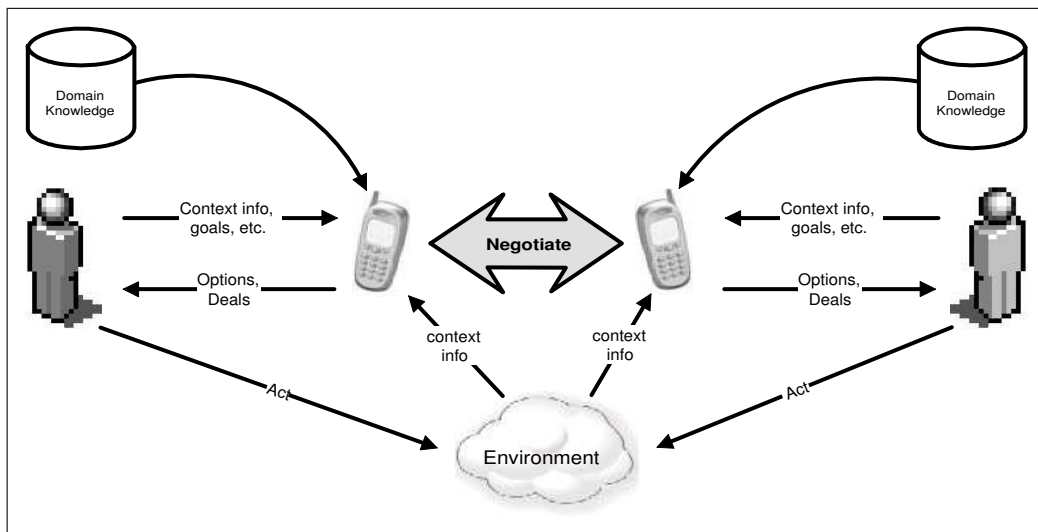 Domain
Knowledge
Domain
Knowledge
Context info,
goals, etc.
Negotiate
Context info,
goals, etc.
Options,
Deals
Options,
Deals
context
info
context
info
Act
Act
Environment